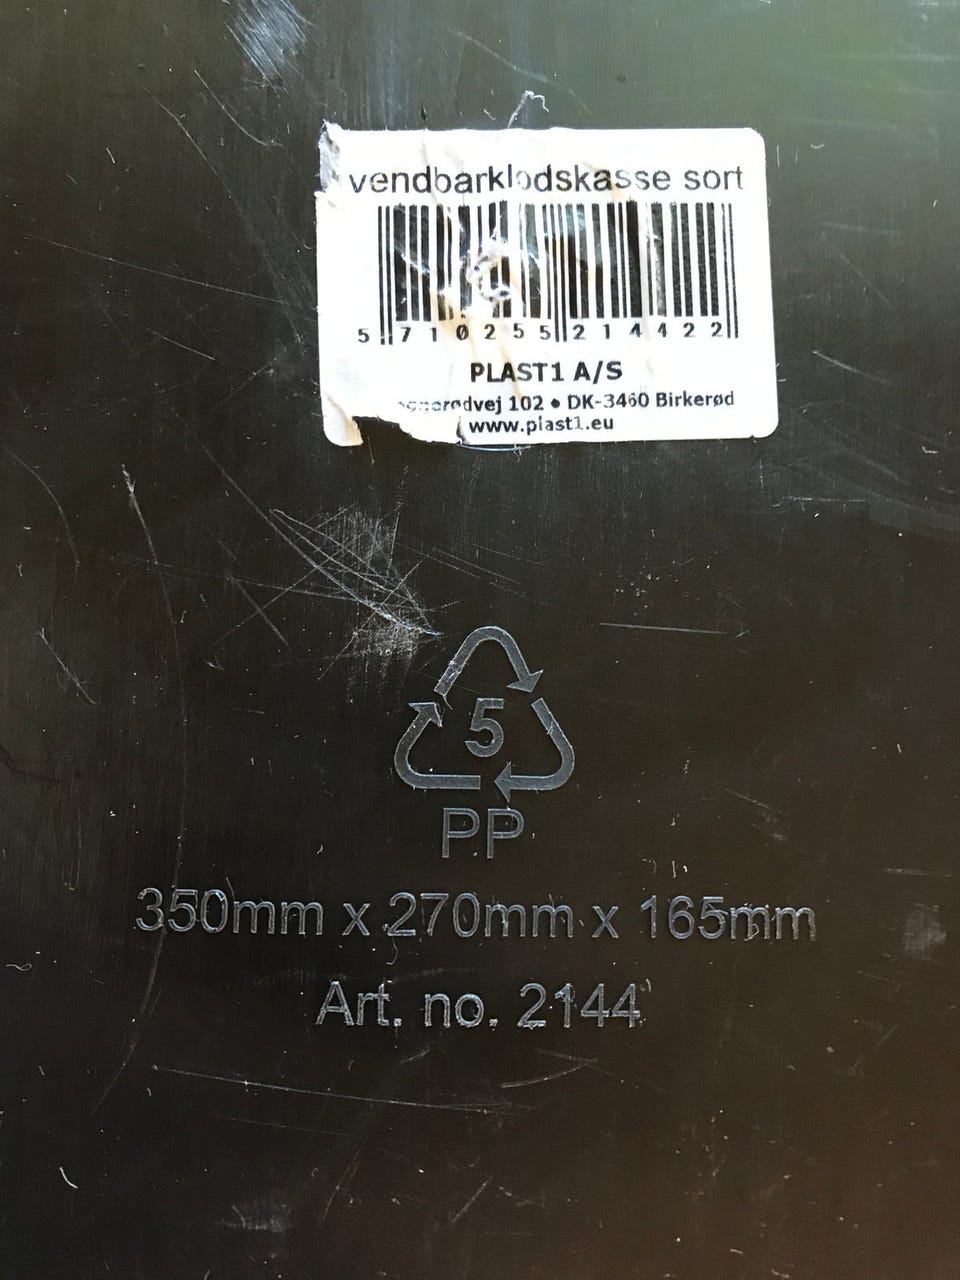 vendbarklodskasse sort
5 710255 214422
PLAST1 A/S
102 • DK-3460 Birkerød
www.plast1.eu
5
PP
350mm x 270mm x 165mm
Art. no. 2144